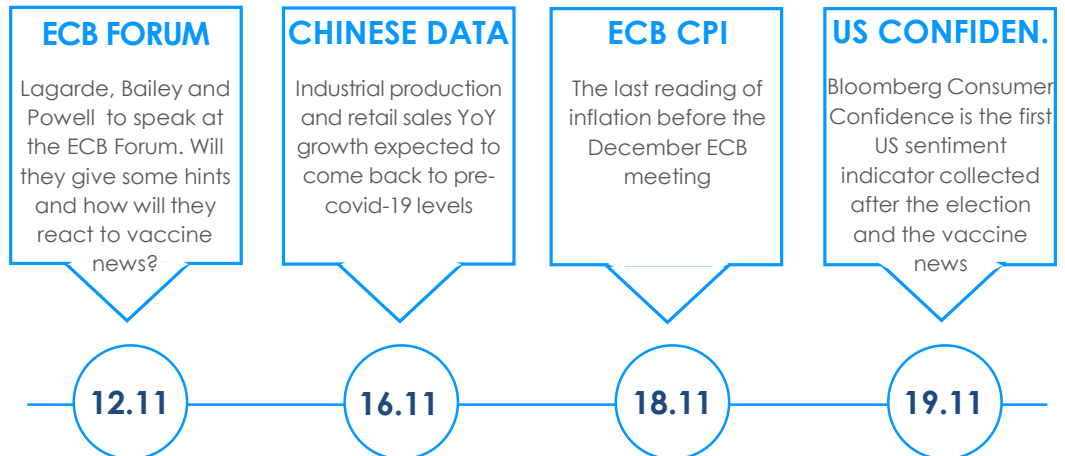 ECB FORUM
Lagarde, Bailey and
Powell to speak at
the ECB Forum. Will
they give some hints
and how will they
react to vaccine
news?
CHINESE DATA
Industrial production
and retail sales YoY
growth expected to
come back to pre-
covid-19 levels
ECB CPI
The last reading of
inflation before the
December ECB
meeting
US CONFIDEN.
Bloomberg Consumer
Confidence is the first
US sentiment
indicator collected
after the election
and the vaccine
news
12.11
16.11
18.11
19.11